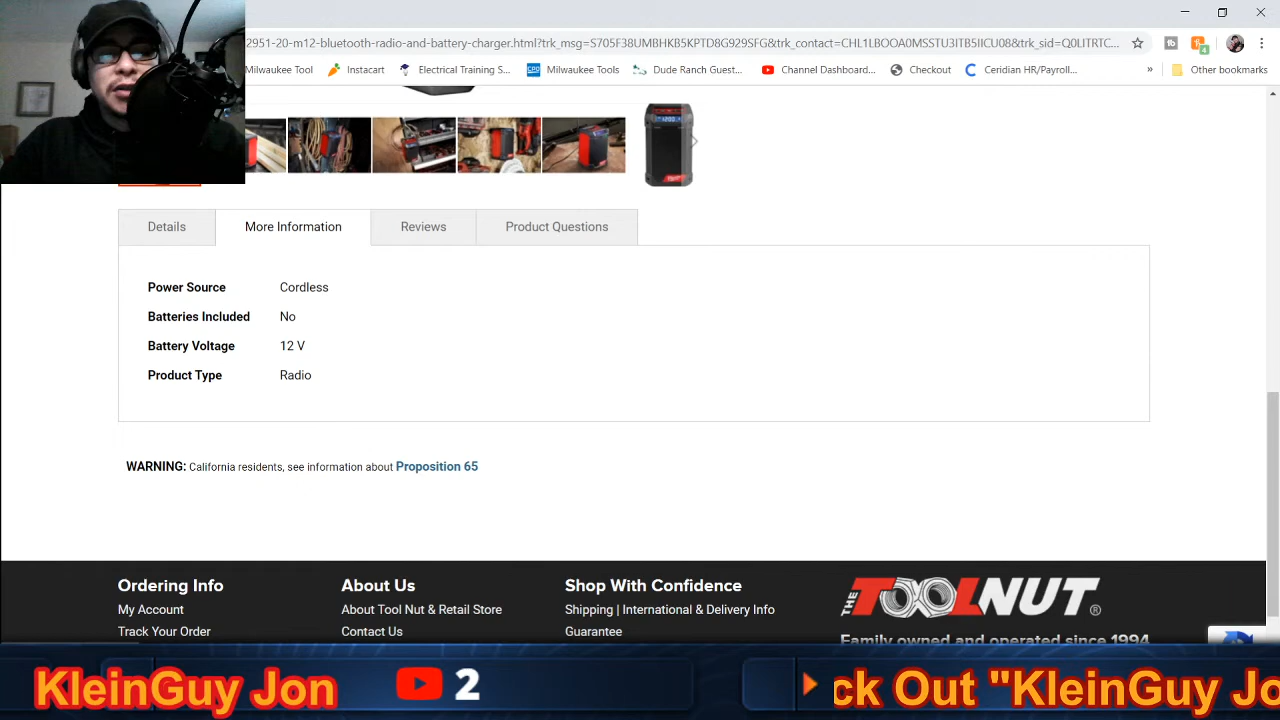 2951-20-m12-bluetooth-radio-and-battery-charger.html?trk_msg=S705F38UMBHKB5KPTD8G929SFG&trk_contact=CHL1LBOOA0MSSTU3ITB5IICU08&trk_sid=Q0LITRTC...
Milwaukee Tool Instacart Electrical Training S... CPO Milwaukee Tools Dude Ranch Guest... Channel dashboard... Checkout Ceridian HR/Payroll... » Other bookmarks
Details More Information Reviews Product Questions
Power Source Cordless
Batteries Included No
Battery Voltage 12 V
Product Type Radio
WARNING: California residents, see information about Proposition 65
Ordering Info About Us Shop With Confidence THE TOOLNUT®
My Account About Tool Nut & Retail Store Shipping | International & Delivery Info
Track Your Order Contact Us Guarantee Family owned and operated since 1994
KleinGuy Jon 2 ck Out "KleinGuy Jo